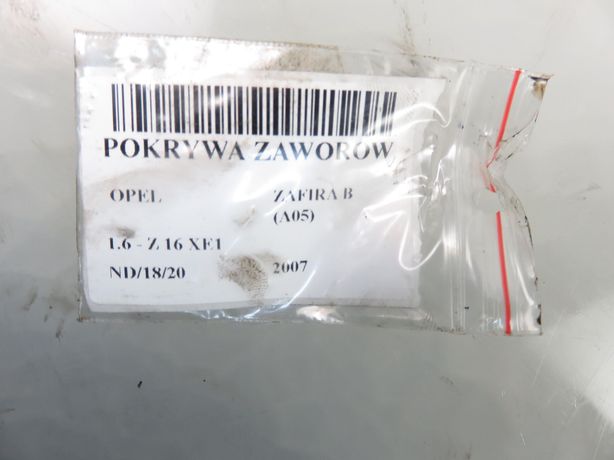 POKRYWA ZAWORÓW
OPEL ZAFIRA B
(A05)
1.6 - Z 16 XE1
ND/18/20 2007